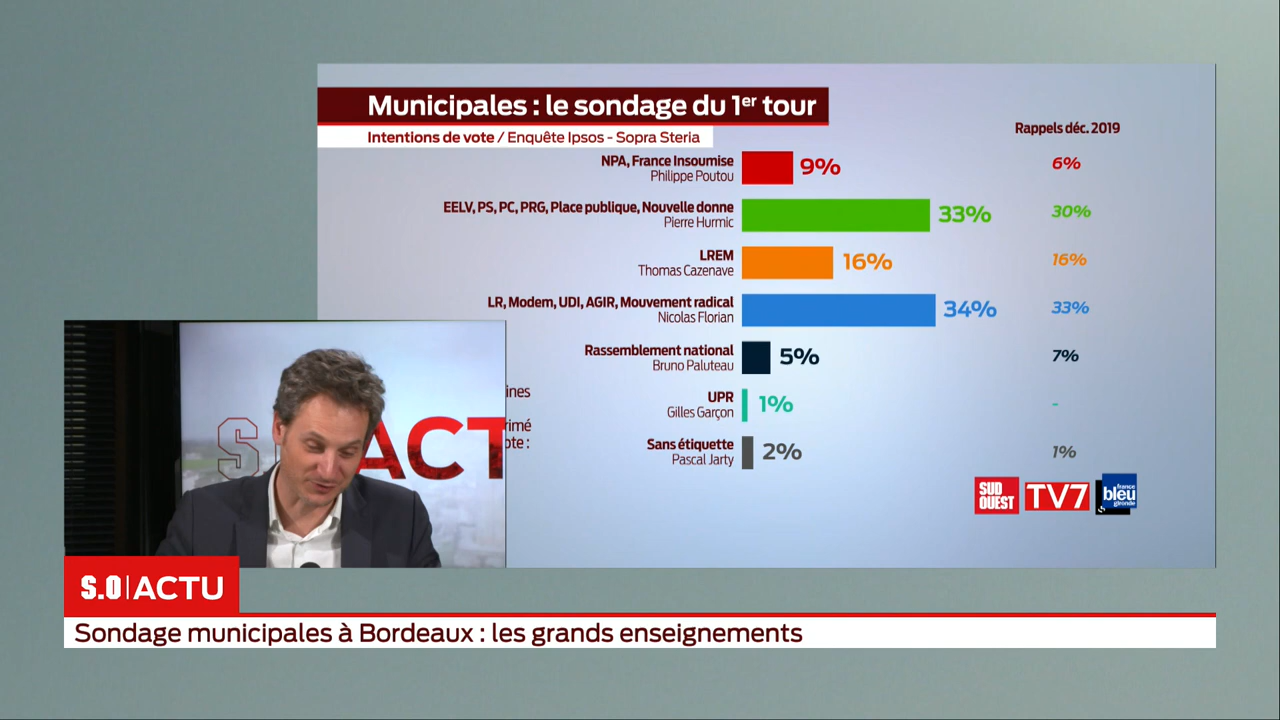 Municipales : le sondage du 1er tour
Intentions de vote / Enquête Ipsos - Sopra Steria
Rappels déc. 2019
NPA, France Insoumise
Philippe Poutou
9%
6%
EELV, PS, PC, PRG, Place publique, Nouvelle donne
Pierre Hurmic
33%
30%
LREM
Thomas Cazenave
16%
16%
LR, Modem, UDI, AGIR, Mouvement radical
Nicolas Florian
34%
33%
Rassemblement national
Bruno Paluteau
5%
7%
UPR
Gilles Garçon
1%
-
Sans étiquette
Pascal Jarty
2%
1%
ines
rimé
ote :
S
ACT
SUD
OUEST
TV7
france
bleu
gironde
S.O|ACTU
Sondage municipales à Bordeaux : les grands enseignements